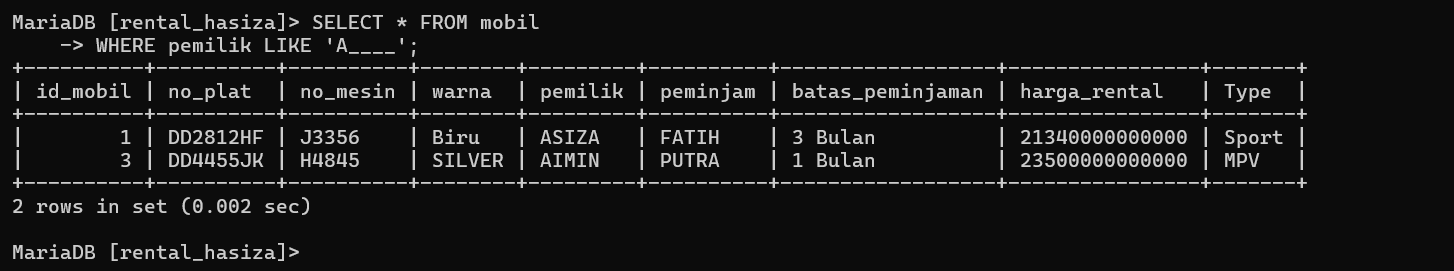 MariaDB [rental_hasiza]> SELECT * FROM mobil
    -> WHERE pemilik LIKE 'A____';
+----------+----------+----------+--------+---------+----------+------------------+----------------+-------+
| id_mobil | no_plat  | no_mesin | warna  | pemilik | peminjam | batas_peminjaman | harga_rental   | Type  |
+----------+----------+----------+--------+---------+----------+------------------+----------------+-------+
|        1 | DD2812HF | J3356    | Biru   | ASIZA   | FATIH    | 3 Bulan          | 21340000000000 | Sport |
|        3 | DD4455JK | H4845    | SILVER | AIMIN   | PUTRA    | 1 Bulan          | 23500000000000 | MPV   |
+----------+----------+----------+--------+---------+----------+------------------+----------------+-------+
2 rows in set (0.002 sec)

MariaDB [rental_hasiza]>